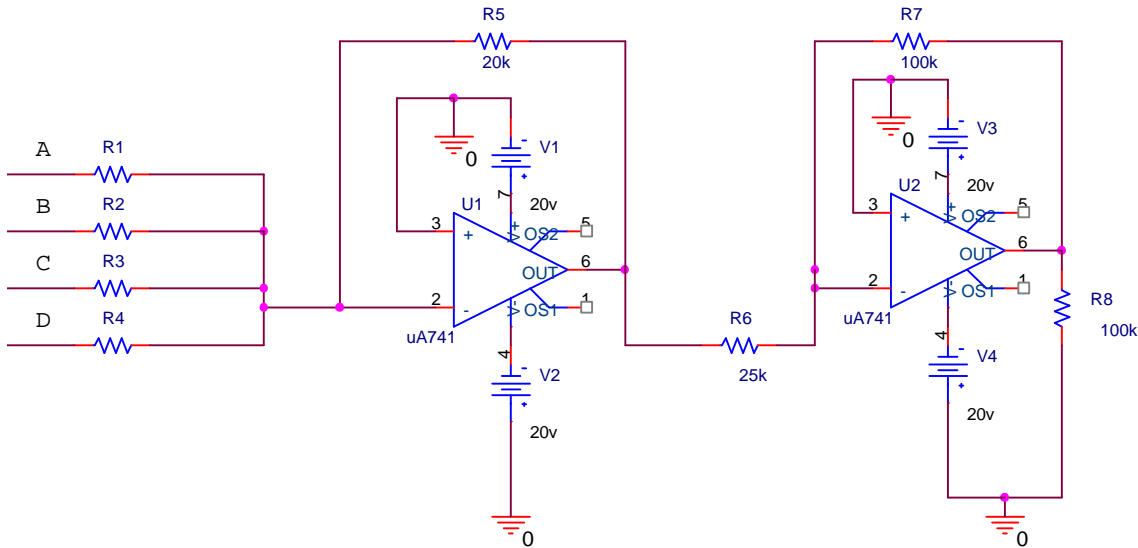 R5
20k
R7
100k
A
R1
0
V1
0
V3
B
R2
7
20v
7
20v
U1
U2
3
+
V+
OS2
5
3
+
V+
OS2
5
C
R3
OUT
6
OUT
6
2
-
V-
OS1
1
2
-
V-
OS1
1
D
R4
uA741
R6
25k
uA741
R8
100k
4
V2
20v
4
V4
20v
0
0